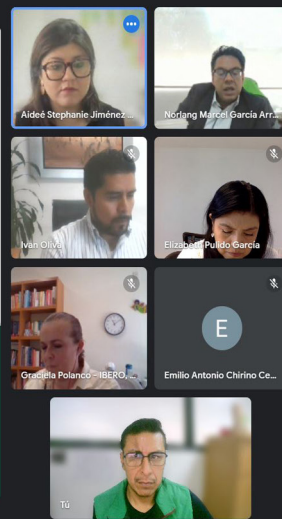 Aideé Stephanie Jiménez ...
Norlang Marcel García Arr...
Iván Oliva
Elizabeth Pulido García
Graciela Polanco - IBERO, ...
E
Emilio Antonio Chirino Ce...
Tú